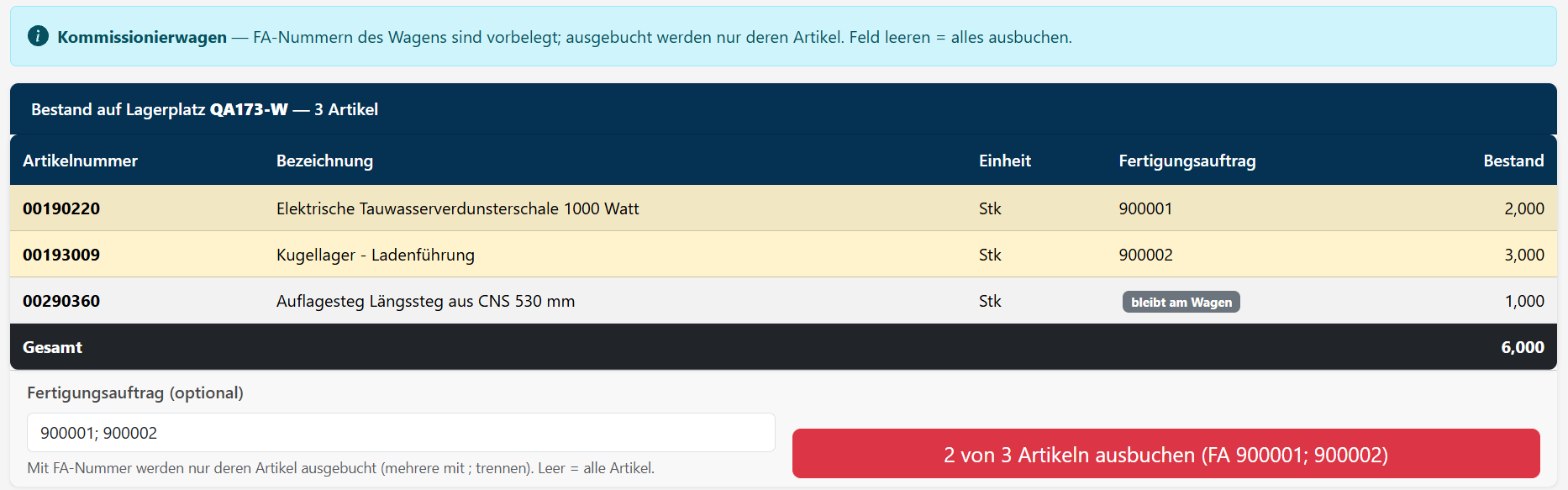 Kommissionierwagen — FA-Nummern des Wagens sind vorbelegt; ausgebucht werden nur deren Artikel. Feld leeren = alles ausbuchen.
Bestand auf Lagerplatz QA173-W — 3 Artikel
Artikelnummer Bezeichnung Einheit Fertigungsauftrag Bestand
00190220 Elektrische Tauwasserverdunsterschale 1000 Watt Stk 900001 2,000
00193009 Kugellager - Ladenführung Stk 900002 3,000
00290360 Auflagesteg Längssteg aus CNS 530 mm Stk bleibt am Wagen 1,000
Gesamt 6,000
Fertigungsauftrag (optional)
900001; 900002
2 von 3 Artikeln ausbuchen (FA 900001; 900002)
Mit FA-Nummer werden nur deren Artikel ausgebucht (mehrere mit ; trennen). Leer = alle Artikel.